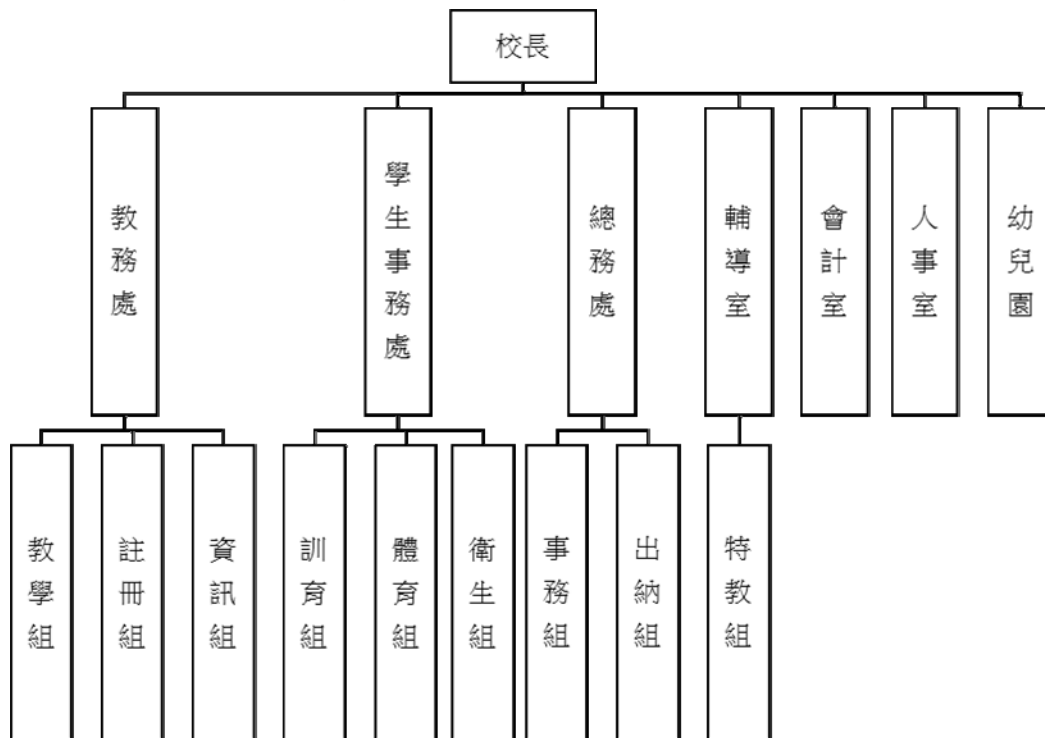 校長
教務處
學生事務處
總務處
輔導室
會計室
人事室
幼兒園
教學組
註冊組
資訊組
訓育組
體育組
衛生組
事務組
出納組
特教組